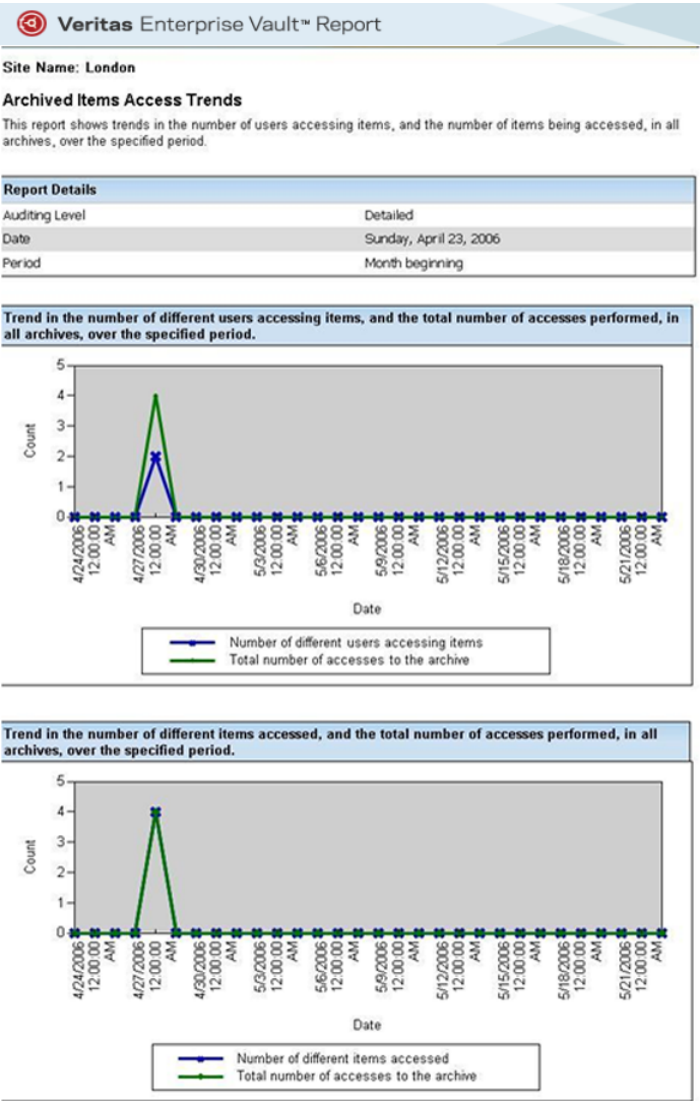 Veritas Enterprise Vault™ Report
Site Name: London
Archived Items Access Trends
This report shows trends in the number of users accessing items, and the number of items being accessed, in all
archives, over the specified period.
Report Details
Auditing Level Detailed
Date Sunday, April 23, 2006
Period Month beginning
Trend in the number of different users accessing items, and the total number of accesses performed, in
all archives, over the specified period.
5
4
3
2
1
0
Count
4/24/2006
12:00:00
AM
4/27/2006
12:00:00
AM
4/30/2006
12:00:00
AM
5/3/2006
12:00:00
AM
5/6/2006
12:00:00
AM
5/9/2006
12:00:00
AM
5/12/2006
12:00:00
AM
5/15/2006
12:00:00
AM
5/18/2006
12:00:00
AM
5/21/2006
12:00:00
AM
Date
Number of different users accessing items
Total number of accesses to the archive
Trend in the number of different items accessed, and the total number of accesses performed, in all
archives, over the specified period.
5
4
3
2
1
0
Count
4/24/2006
12:00:00
AM
4/27/2006
12:00:00
AM
4/30/2006
12:00:00
AM
5/3/2006
12:00:00
AM
5/6/2006
12:00:00
AM
5/9/2006
12:00:00
AM
5/12/2006
12:00:00
AM
5/15/2006
12:00:00
AM
5/18/2006
12:00:00
AM
5/21/2006
12:00:00
AM
Date
Number of different items accessed
Total number of accesses to the archive